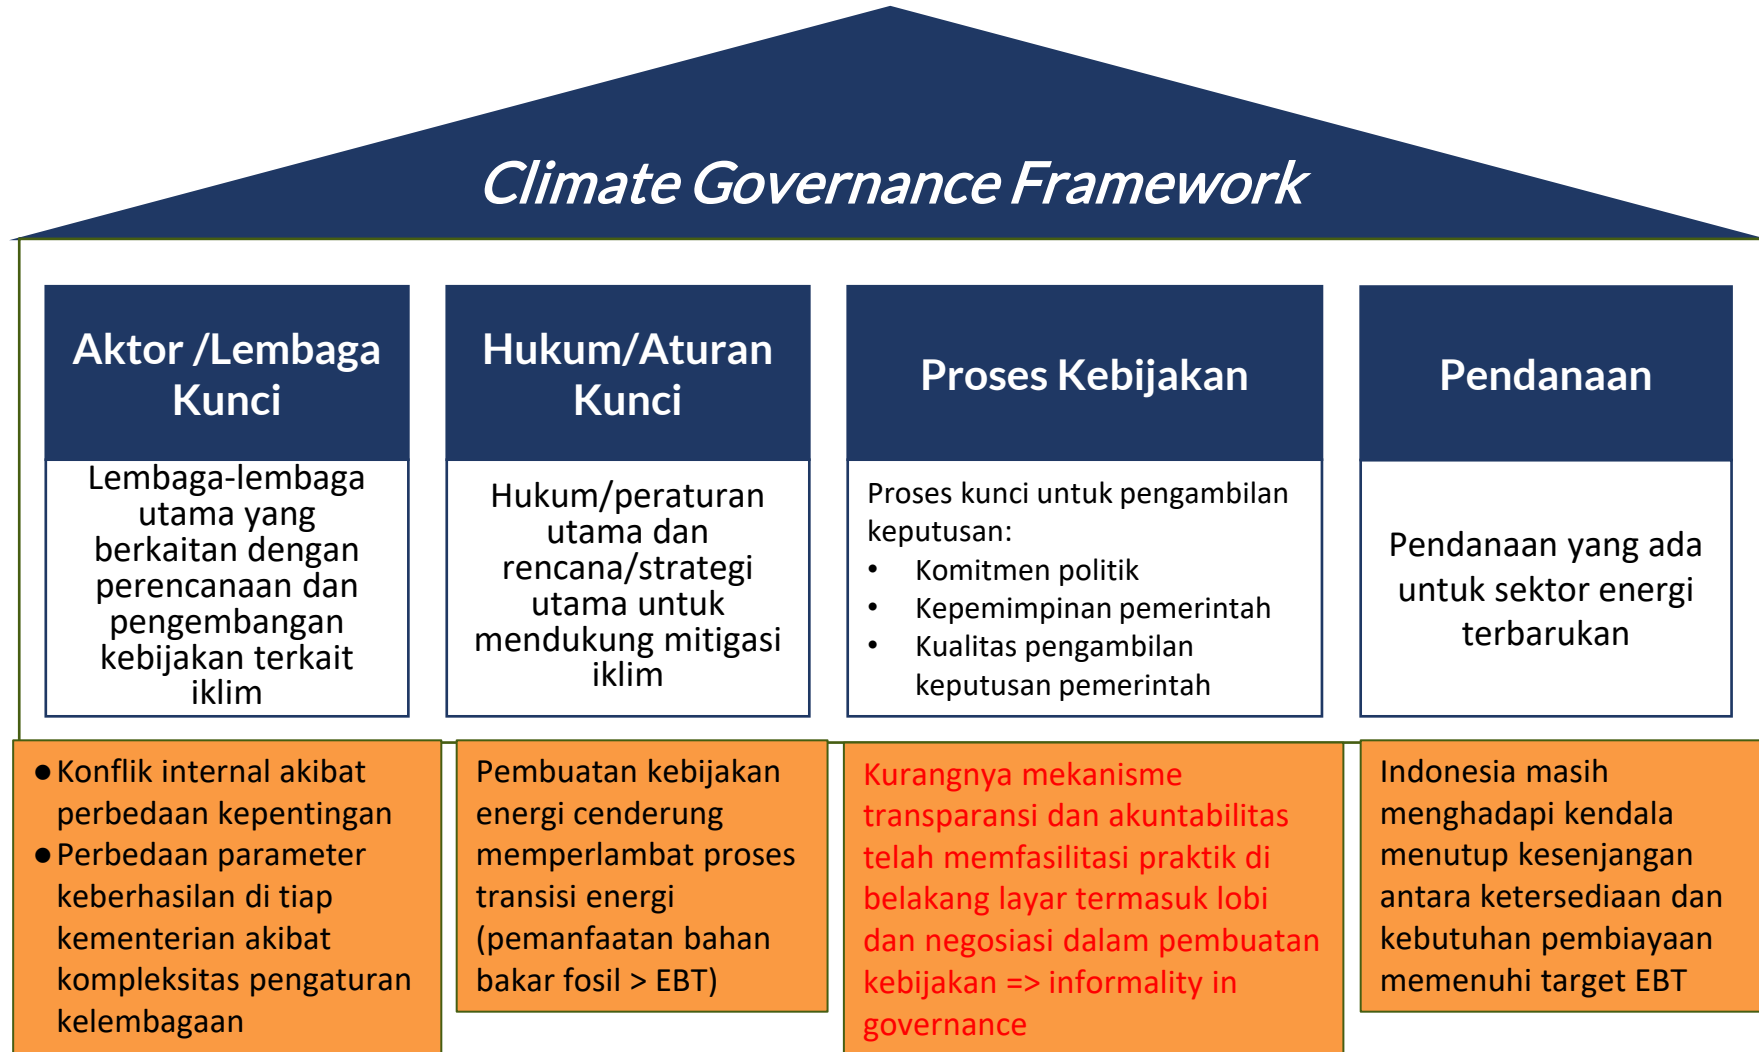 Climate Governance Framework
Aktor /Lembaga
Kunci
Lembaga-lembaga
utama yang
berkaitan dengan
perencanaan dan
pengembangan
kebijakan terkait
iklim
● Konflik internal akibat
perbedaan kepentingan
● Perbedaan parameter
keberhasilan di tiap
kementerian akibat
kompleksitas pengaturan
kelembagaan
Hukum/Aturan
Kunci
Hukum/peraturan
utama dan
rencana/strategi
utama untuk
mendukung mitigasi
iklim
Pembuatan kebijakan
energi cenderung
memperlambat proses
transisi energi
(pemanfaatan bahan
bakar fosil > EBT)
Proses Kebijakan
Proses kunci untuk pengambilan
keputusan:
• Komitmen politik
• Kepemimpinan pemerintah
• Kualitas pengambilan
keputusan pemerintah
Kurangnya mekanisme
transparansi dan akuntabilitas
telah memfasilitasi praktik di
belakang layar termasuk lobi
dan negosiasi dalam pembuatan
kebijakan => informality in
governance
Pendanaan
Pendanaan yang ada
untuk sektor energi
terbarukan
Indonesia masih
menghadapi kendala
menutup kesenjangan
antara ketersediaan dan
kebutuhan pembiayaan
memenuhi target EBT